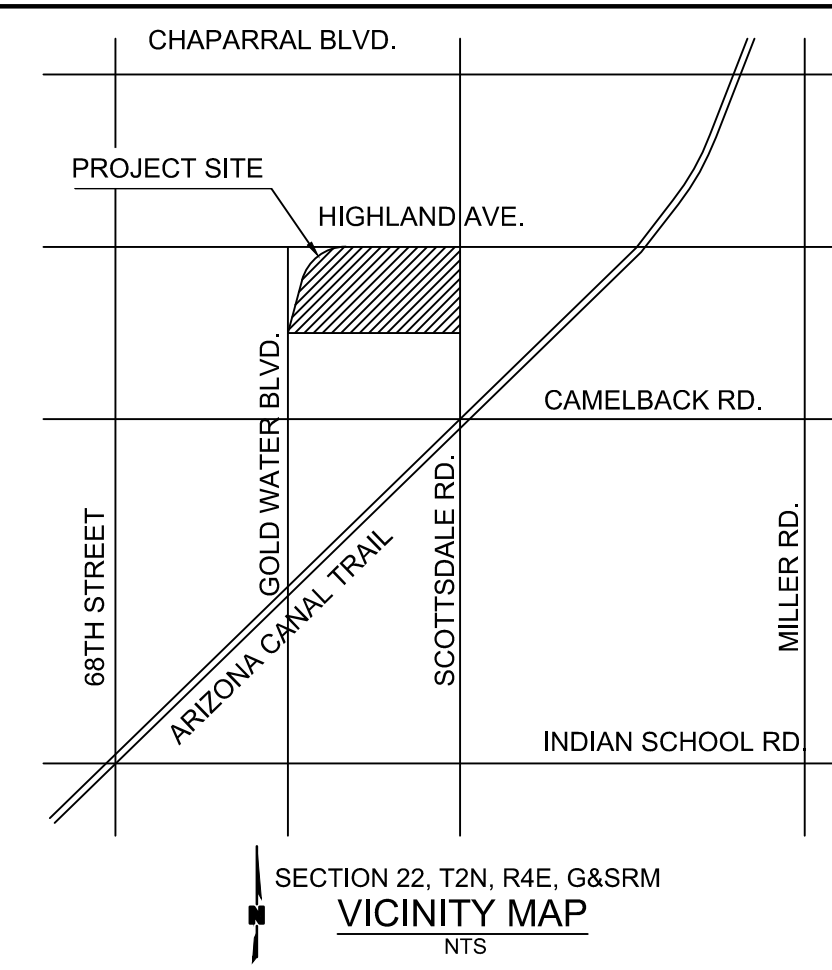 CHAPARRAL BLVD.
PROJECT SITE
HIGHLAND AVE.
GOLD WATER BLVD.
CAMELBACK RD.
68TH STREET
ARIZONA CANAL TRAIL
SCOTTSDALE RD.
MILLER RD.
INDIAN SCHOOL RD.
N
SECTION 22, T2N, R4E, G&SRM
VICINITY MAP
NTS